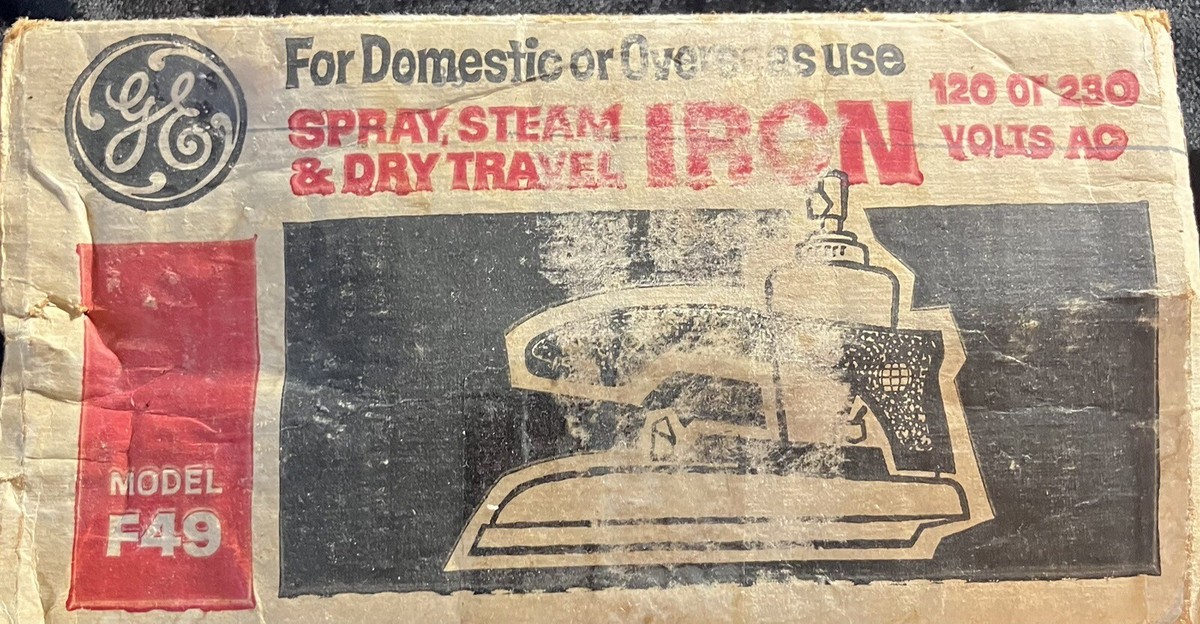 GE
For Domestic or Overseas use
SPRAY, STEAM
& DRY TRAVEL
IRON
120 or 230
VOLTS AC
MODEL
F49